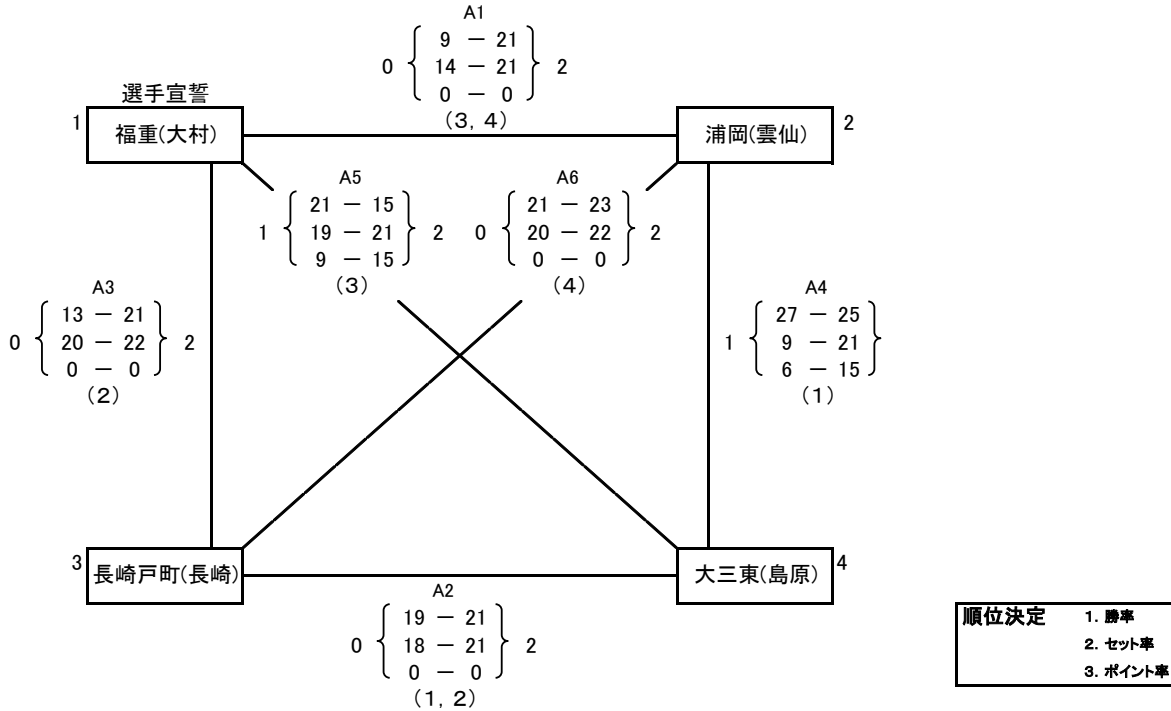 A1
9 － 21
0 { 14 － 21 } 2
0 － 0
(3, 4)
選手宣誓
1 福重(大村)
浦岡(雲仙) 2
A5
21 － 15
1 { 19 － 21 } 2
9 － 15
(3)
A6
21 － 23
0 { 20 － 22 } 2
0 － 0
(4)
A3
13 － 21
0 { 20 － 22 } 2
0 － 0
(2)
A4
27 － 25
1 { 9 － 21 }
6 － 15
(1)
3 長崎戸町(長崎)
大三東(島原) 4
A2
19 － 21
0 { 18 － 21 } 2
0 － 0
(1, 2)
順位決定 1. 勝率
2. セット率
3. ポイント率